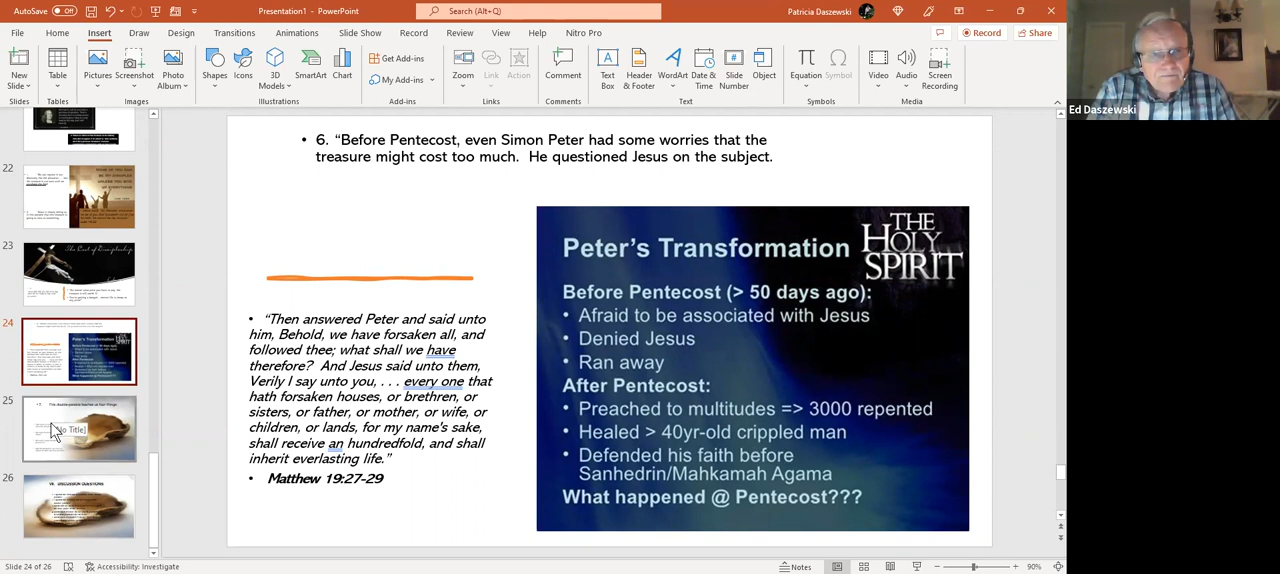 AutoSave Off Presentation1 - PowerPoint Search (Alt+Q) Patricia Daszewski
File Home Insert Draw Design Transitions Animations Slide Show Record Review View Help Nitro Pro Record Share
New Slide Table Pictures Screenshot Photo Album Shapes Icons 3D Models SmartArt Chart Get Add-ins My Add-ins Zoom Link Action Comment Text Box Header & Footer WordArt Date & Time Slide Number Object Equation Symbol Video Audio Screen Recording
Slides Tables Images Illustrations Add-ins Links Comments Text Symbols Media
Ed Daszewski
22
23
The Cost of Discipleship
24
25
No Title]
26
VII. DISCUSSION QUESTIONS
• 6. “Before Pentecost, even Simon Peter had some worries that the
treasure might cost too much. He questioned Jesus on the subject.
• “Then answered Peter and said unto
him, Behold, we have forsaken all, and
followed thee; what shall we have
therefore? And Jesus said unto them,
Verily I say unto you, . . . every one that
hath forsaken houses, or brethren, or
sisters, or father, or mother, or wife, or
children, or lands, for my name's sake,
shall receive an hundredfold, and shall
inherit everlasting life.”
• Matthew 19:27-29
THE
HOLY
SPIRIT
Peter's Transformation
Before Pentecost (> 50 days ago):
• Afraid to be associated with Jesus
• Denied Jesus
• Ran away
After Pentecost:
• Preached to multitudes => 3000 repented
• Healed > 40yr-old crippled man
• Defended his faith before
Sanhedrin/Mahkamah Agama
What happened @ Pentecost???
Slide 24 of 26 Accessibility: Investigate Notes 90%